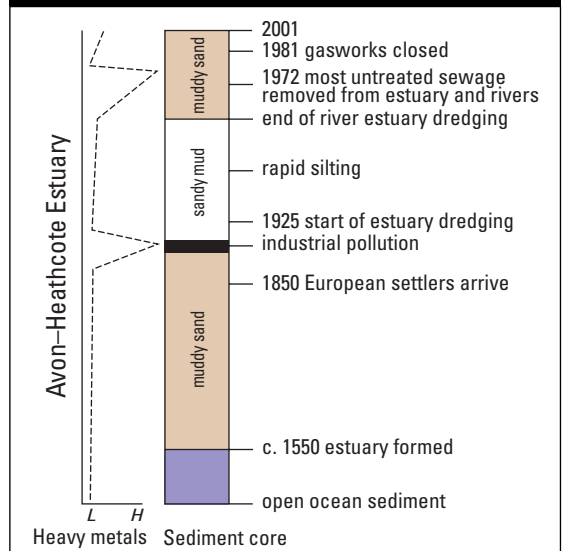 2001
1981 gasworks closed
1972 most untreated sewage
removed from estuary and rivers
end of river estuary dredging
rapid silting
1925 start of estuary dredging
industrial pollution
1850 European settlers arrive
c. 1550 estuary formed
open ocean sediment
muddy sand
sandy mud
muddy sand
Avon–Heathcote Estuary
L H
Heavy metals Sediment core